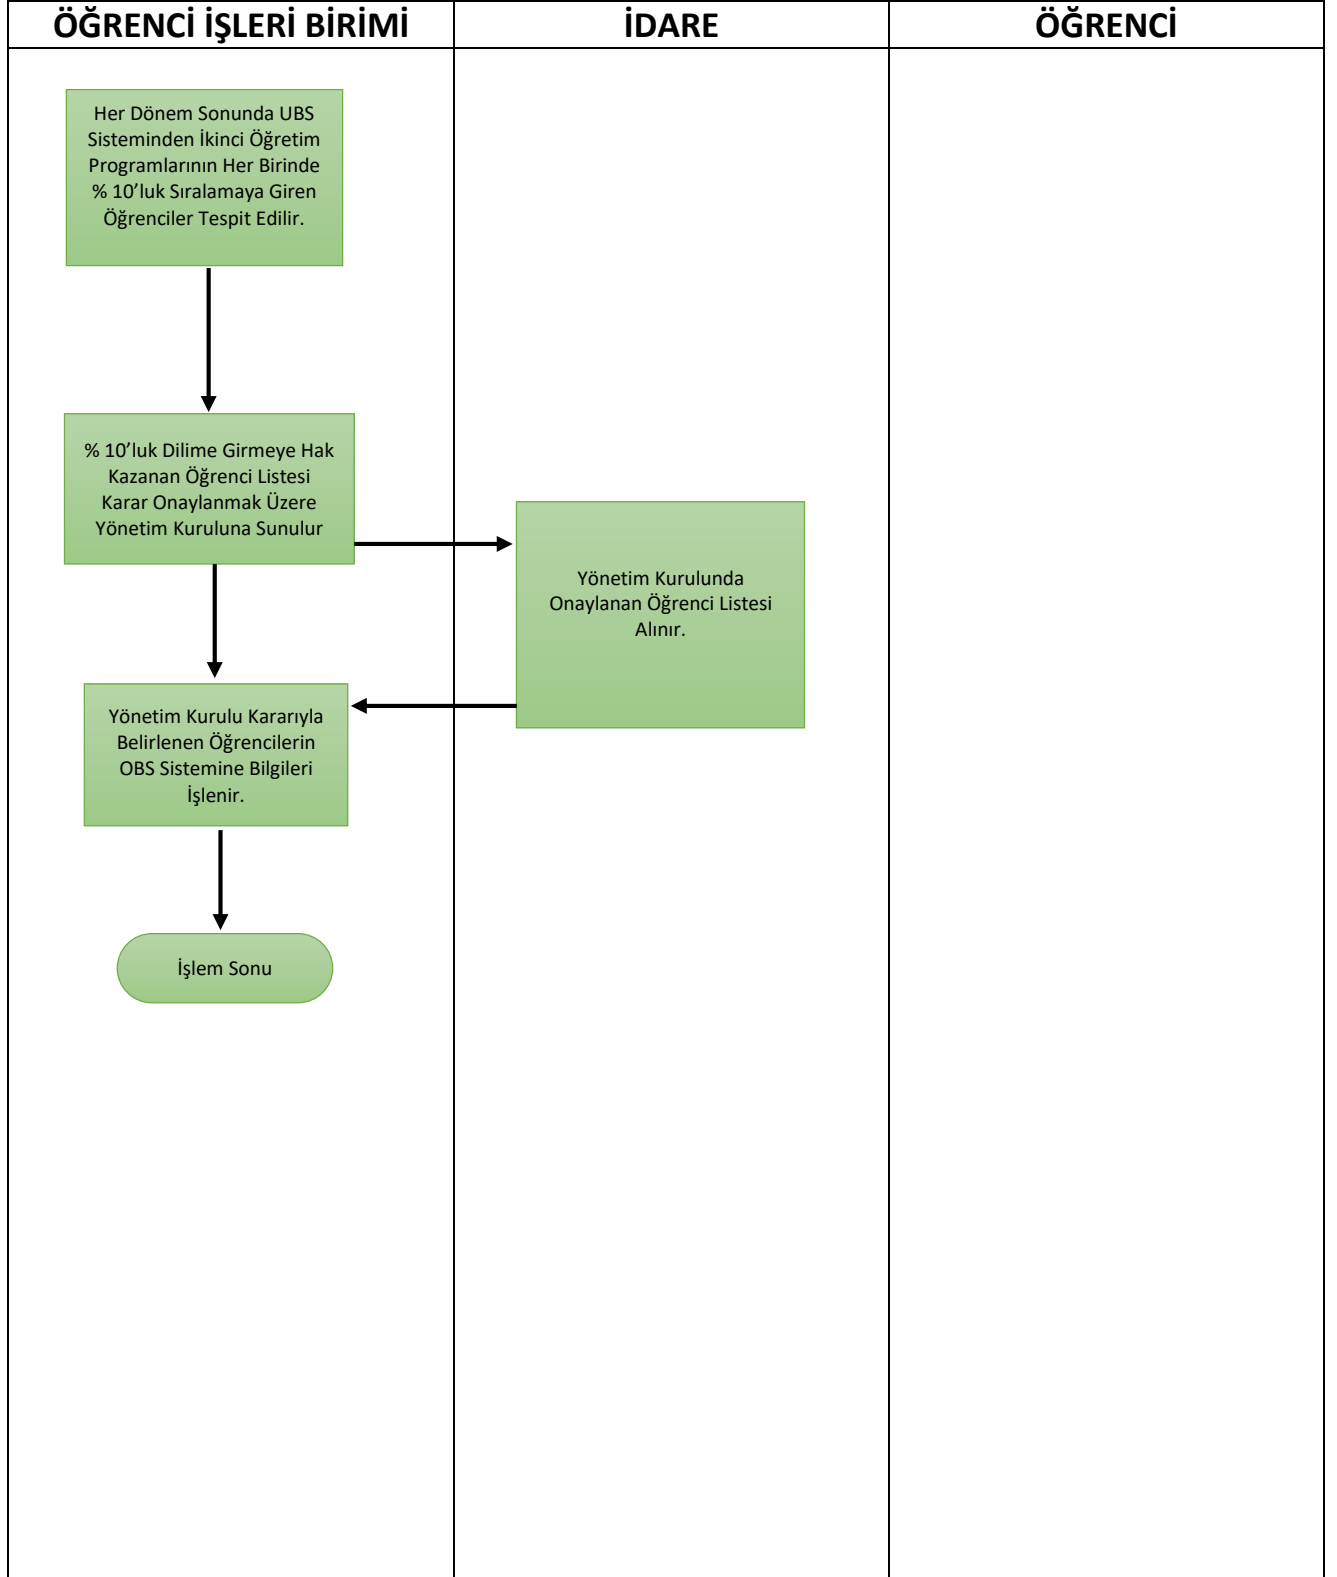 ÖĞRENCİ İŞLERİ BİRİMİ
İDARE
ÖĞRENCİ
Her Dönem Sonunda UBS
Sisteminden İkinci Öğretim
Programlarının Her Birinde
% 10’luk Sıralamaya Giren
Öğrenciler Tespit Edilir.
% 10’luk Dilime Girmeye Hak
Kazanan Öğrenci Listesi
Karar Onaylanmak Üzere
Yönetim Kuruluna Sunulur
Yönetim Kurulunda
Onaylanan Öğrenci Listesi
Alınır.
Yönetim Kurulu Kararıyla
Belirlenen Öğrencilerin
OBS Sistemine Bilgileri
İşlenir.
İşlem Sonu